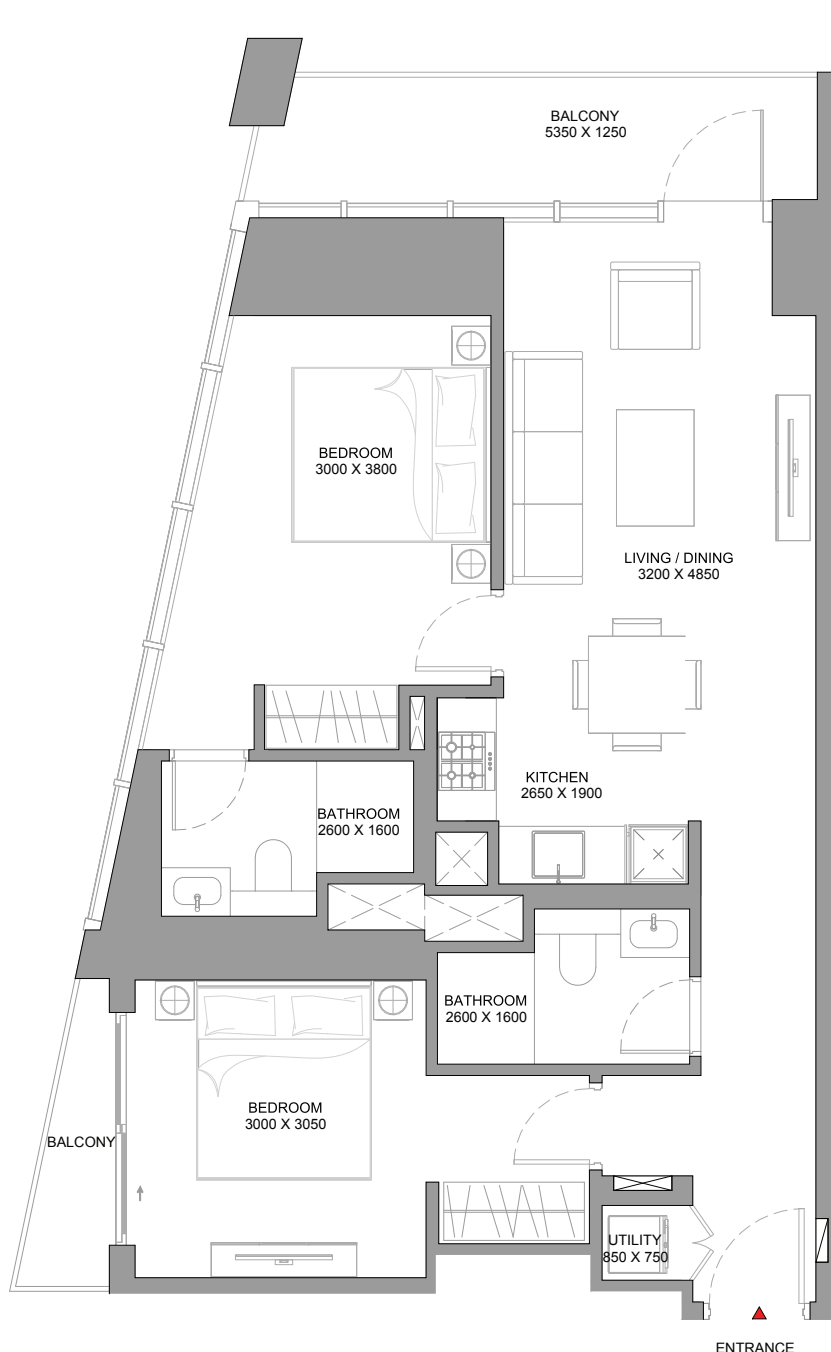 BALCONY
5350 X 1250
BEDROOM
3000 X 3800
LIVING / DINING
3200 X 4850
KITCHEN
2650 X 1900
BATHROOM
2600 X 1600
BATHROOM
2600 X 1600
BEDROOM
3000 X 3050
BALCONY
UTILITY
850 X 750
ENTRANCE